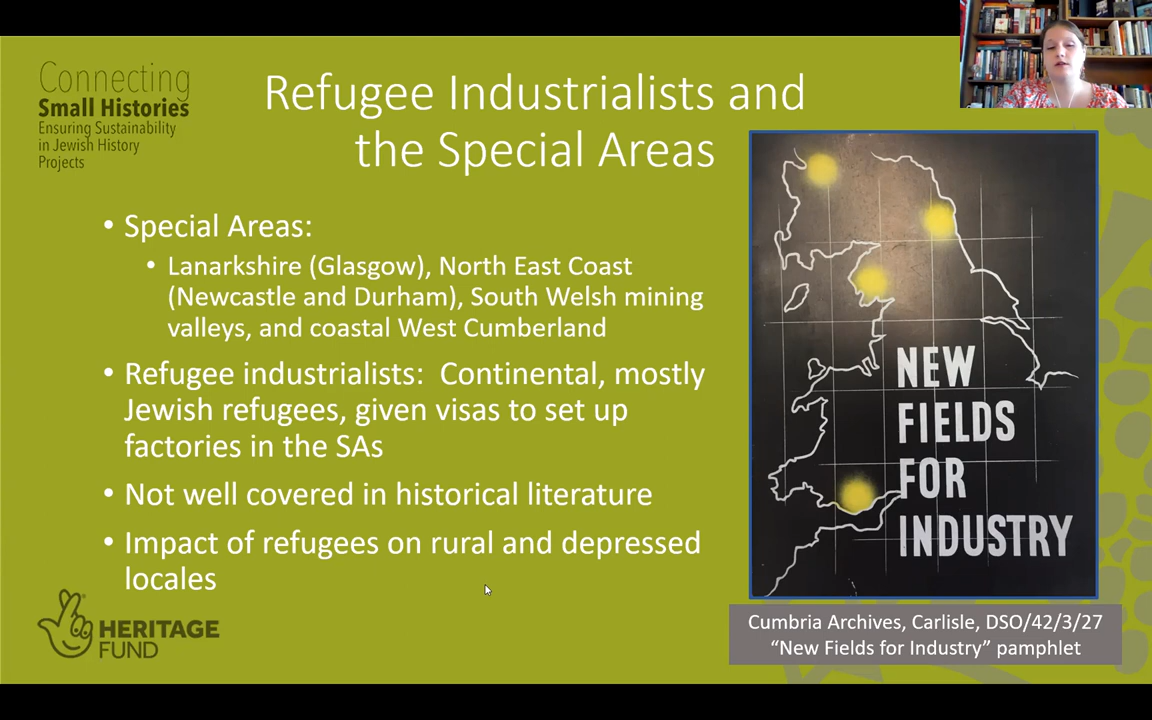 Connecting
Small Histories
Ensuring Sustainability
in Jewish History
Projects
Refugee Industrialists and
the Special Areas
• Special Areas:
• Lanarkshire (Glasgow), North East Coast
(Newcastle and Durham), South Welsh mining
valleys, and coastal West Cumberland
• Refugee industrialists: Continental, mostly
Jewish refugees, given visas to set up
factories in the SAs
• Not well covered in historical literature
• Impact of refugees on rural and depressed
locales
NEW
FIELDS
FOR
INDUSTRY
Cumbria Archives, Carlisle, DSO/42/3/27
“New Fields for Industry” pamphlet
HERITAGE
FUND